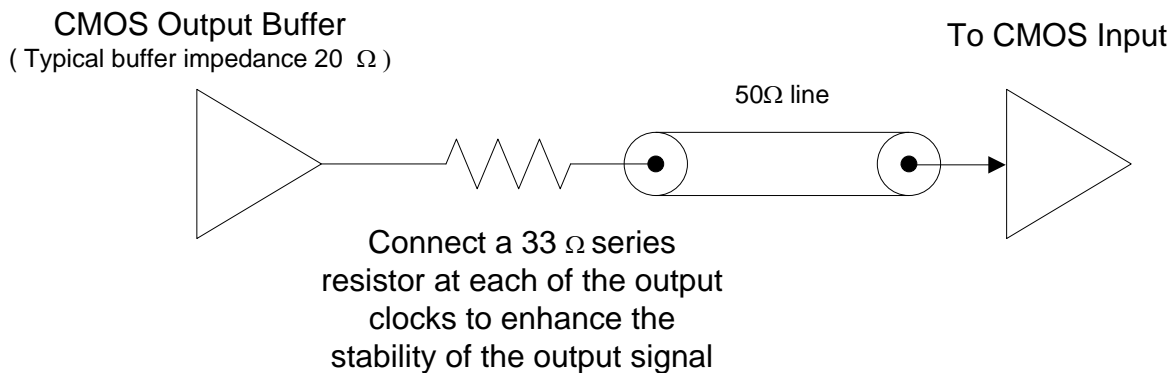 CMOS Output Buffer
( Typical buffer impedance 20 Ω )
To CMOS Input
50Ω line
Connect a 33 Ω series
resistor at each of the output
clocks to enhance the
stability of the output signal